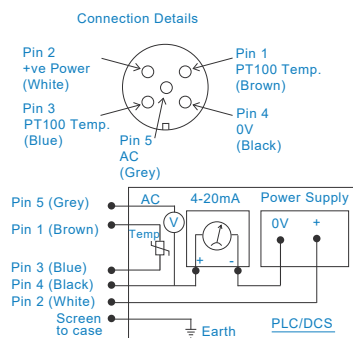 Connection Details
Pin 2
+ve Power
(White)
Pin 1
PT100 Temp.
(Brown)
Pin 3
PT100 Temp.
(Blue)
Pin 4
0V
(Black)
Pin 5
AC
(Grey)
Pin 5 (Grey)
AC
4-20mA
Power Supply
Pin 1 (Brown)
V
0V
+
Temp
Pin 3 (Blue)
+
-
Pin 4 (Black)
Pin 2 (White)
Screen
to case
Earth
PLC/DCS